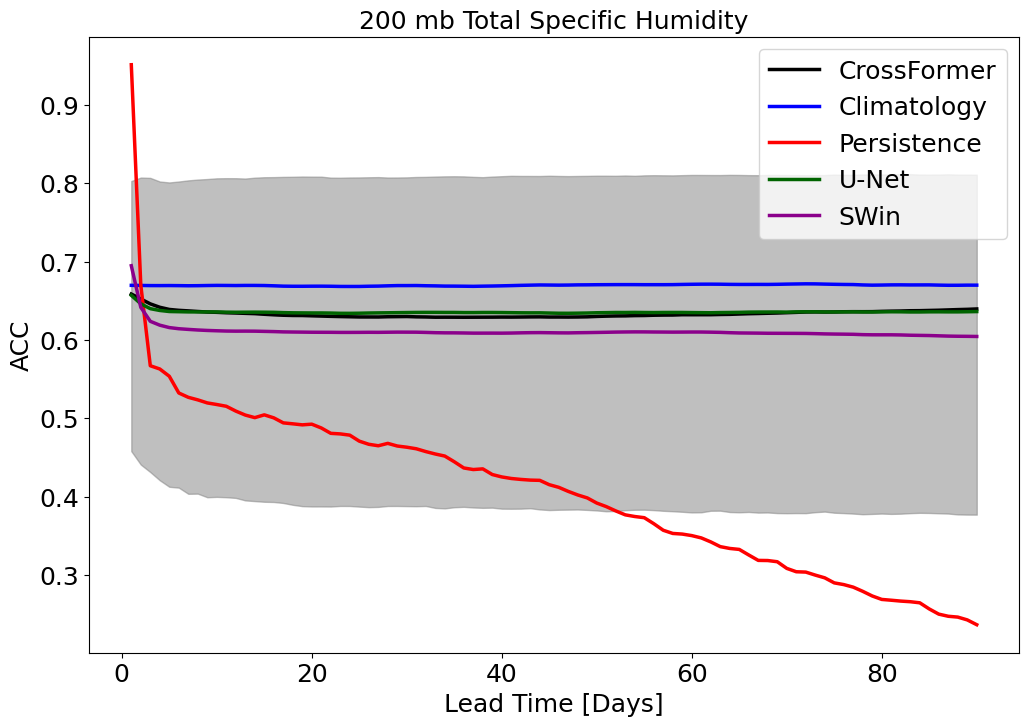 200 mb Total Specific Humidity
CrossFormer
Climatology
Persistence
U-Net
SWin
ACC
0.9
0.8
0.7
0.6
0.5
0.4
0.3
0
20
40
60
80
Lead Time [Days]